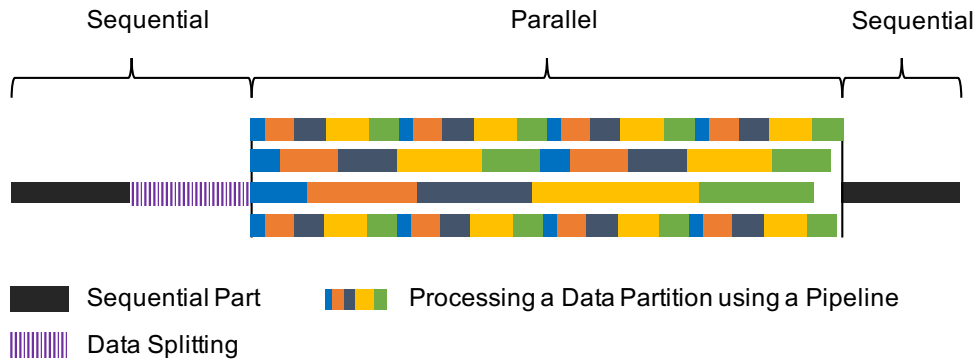 Sequential
Parallel
Sequential
Sequential Part
Processing a Data Partition using a Pipeline
Data Splitting